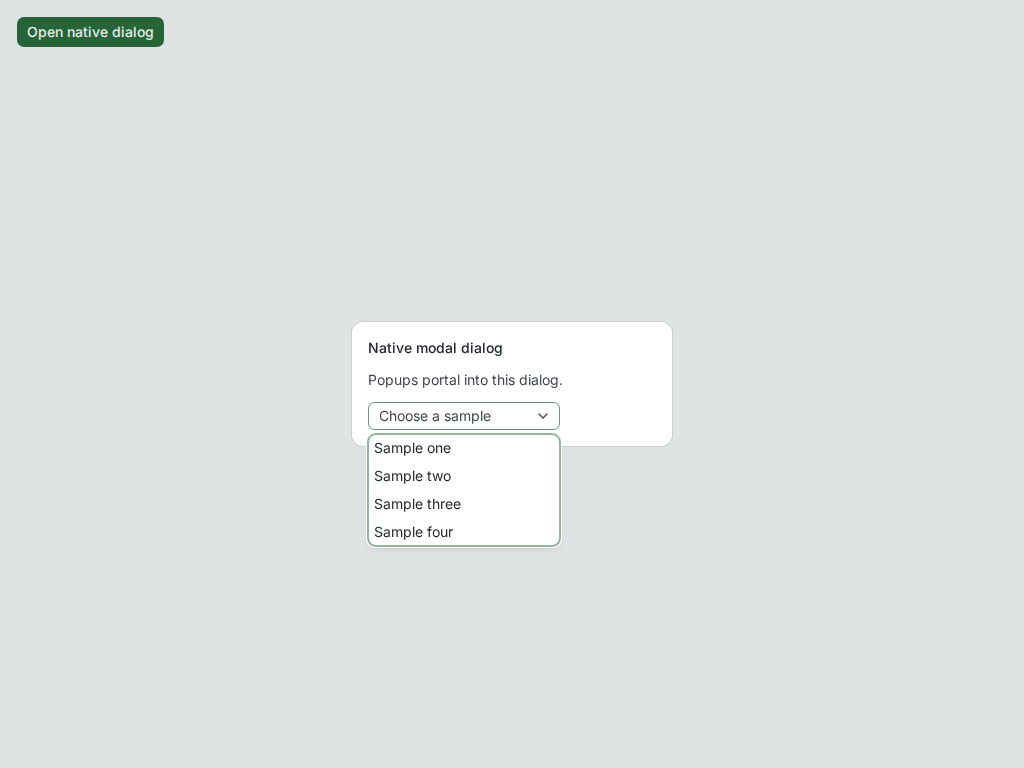 Open native dialog
Native modal dialog
Popups portal into this dialog.
Choose a sample
Sample one
Sample two
Sample three
Sample four